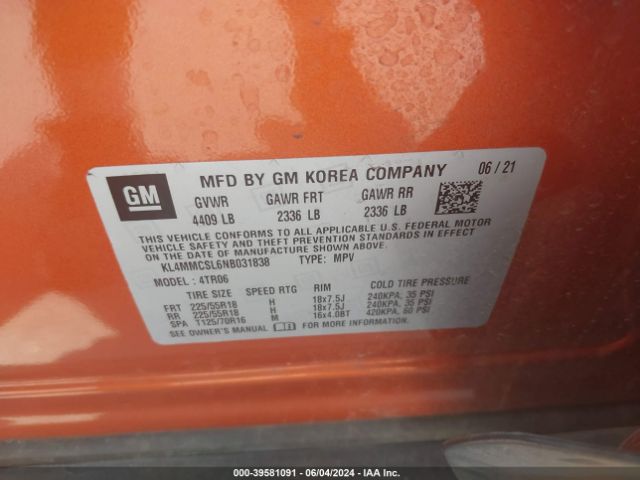 GM
MFD BY GM KOREA COMPANY 06/21
GVWR GAWR FRT GAWR RR
4409 LB 2336 LB 2336 LB
THIS VEHICLE CONFORMS TO ALL APPLICABLE U.S. FEDERAL MOTOR
VEHICLE SAFETY AND THEFT PREVENTION STANDARDS IN EFFECT ON THE
DATE OF MANUFACTURE SHOWN ABOVE.
KL4MMCSL6NB031838 TYPE: MPV
MODEL: 4TR06
TIRE SIZE SPEED RTG RIM COLD TIRE PRESSURE
FRT 225/55R18 H 18x7.5J 240KPA, 35 PSI
RR 225/55R18 H 18x7.5J 240KPA, 35 PSI
SPA T125/70R16 M 16x4.0BT 420KPA, 60 PSI
SEE OWNER'S MANUAL FOR MORE INFORMATION.
000-39581091 - 06/04/2024 - IAA Inc.